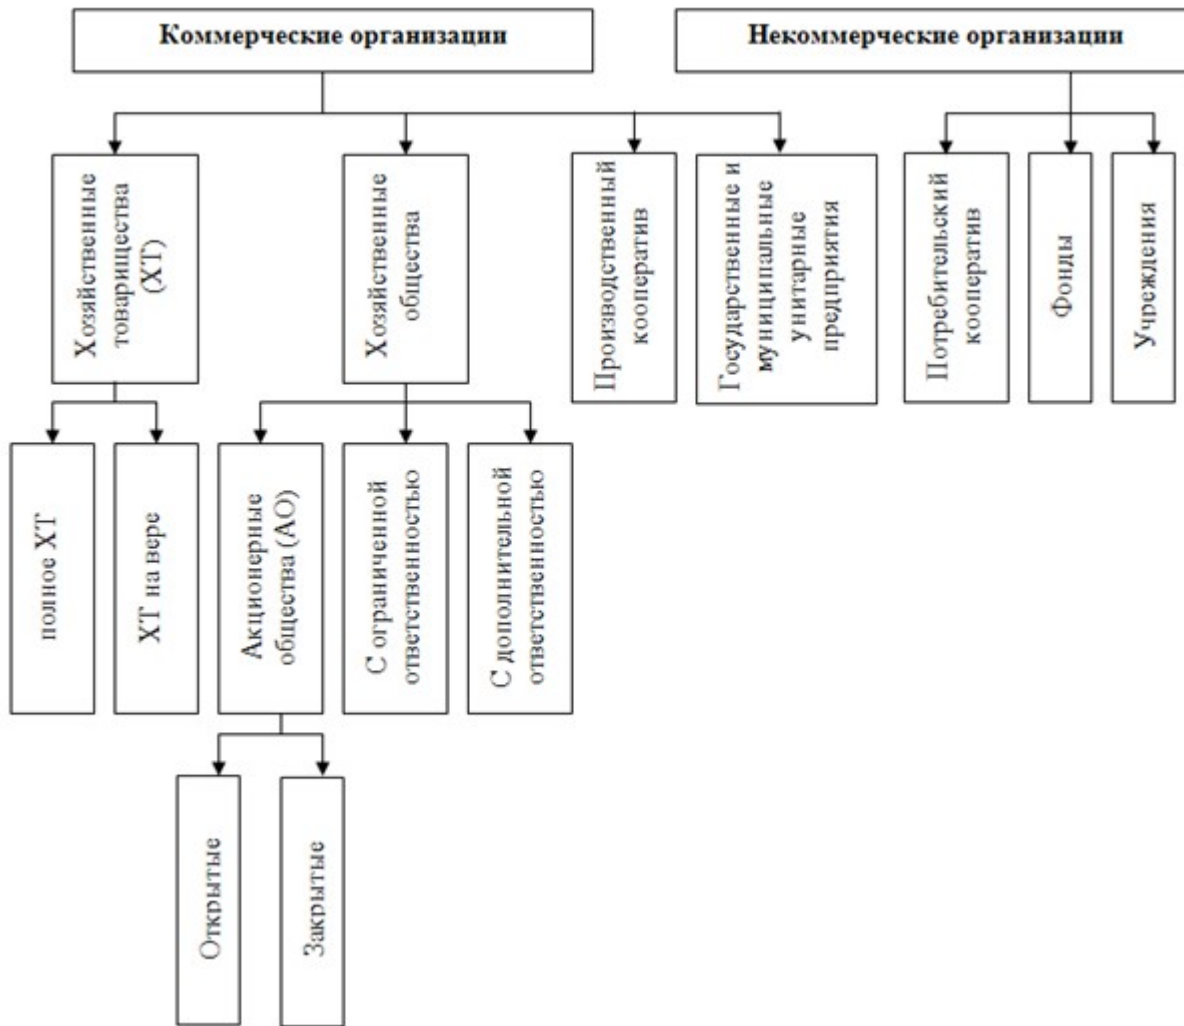 Коммерческие организации
Некоммерческие организации
Хозяйственные
товарищества
(ХТ)
Хозяйственные
общества
Производственный
кооператив
Государственные и
муниципальные
унитарные
предприятия
Потребительский
кооператив
Фонды
Учреждения
полное ХТ
ХТ на вере
Акционерные
общества (АО)
С ограниченной
ответственностью
С дополнительной
ответственностью
Открытые
Закрытые